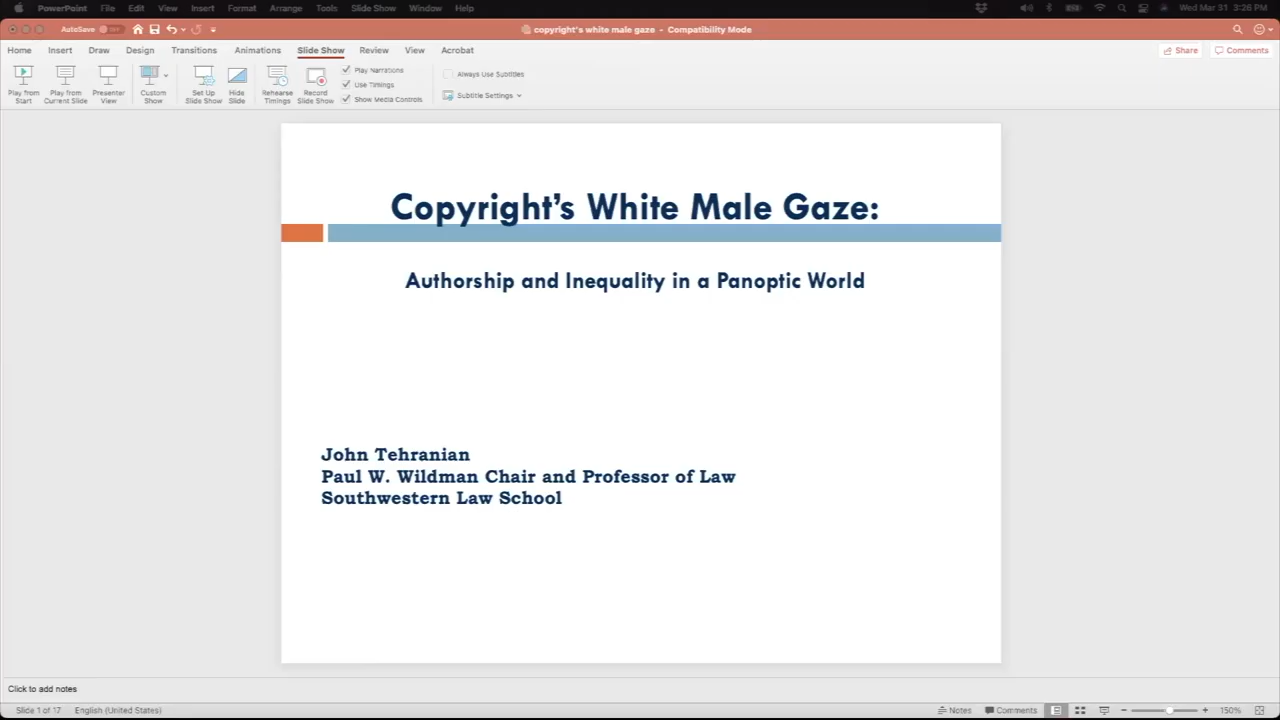 PowerPoint File Edit View Insert Format Arrange Tools Slide Show Window Help Wed Mar 31 3:26 PM
AutoSave OFF copyright's white male gaze - Compatibility Mode
Home Insert Draw Design Transitions Animations Slide Show Review View Acrobat Share Comments
Play from Start
Play from Current Slide
Presenter View
Custom Show
Set Up Slide Show
Hide Slide
Rehearse Timings
Record Slide Show
Play Narrations
Use Timings
Show Media Controls
Always Use Subtitles
Subtitle Settings
Copyright's White Male Gaze:
Authorship and Inequality in a Panoptic World
John Tehranian
Paul W. Wildman Chair and Professor of Law
Southwestern Law School
Click to add notes
Slide 1 of 17 English (United States) Notes Comments 150%